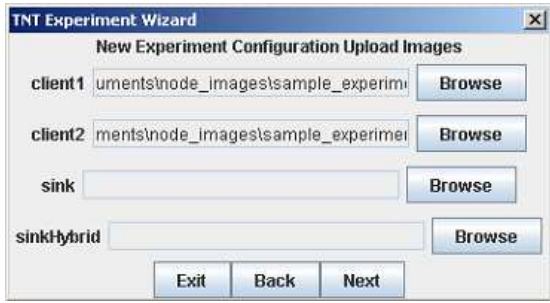 TNT Experiment Wizard
New Experiment Configuration Upload Images
client1 uments\node_images\sample_experim Browse
client2 ments\node_images\sample_experimer Browse
sink Browse
sinkHybrid Browse
Exit Back Next